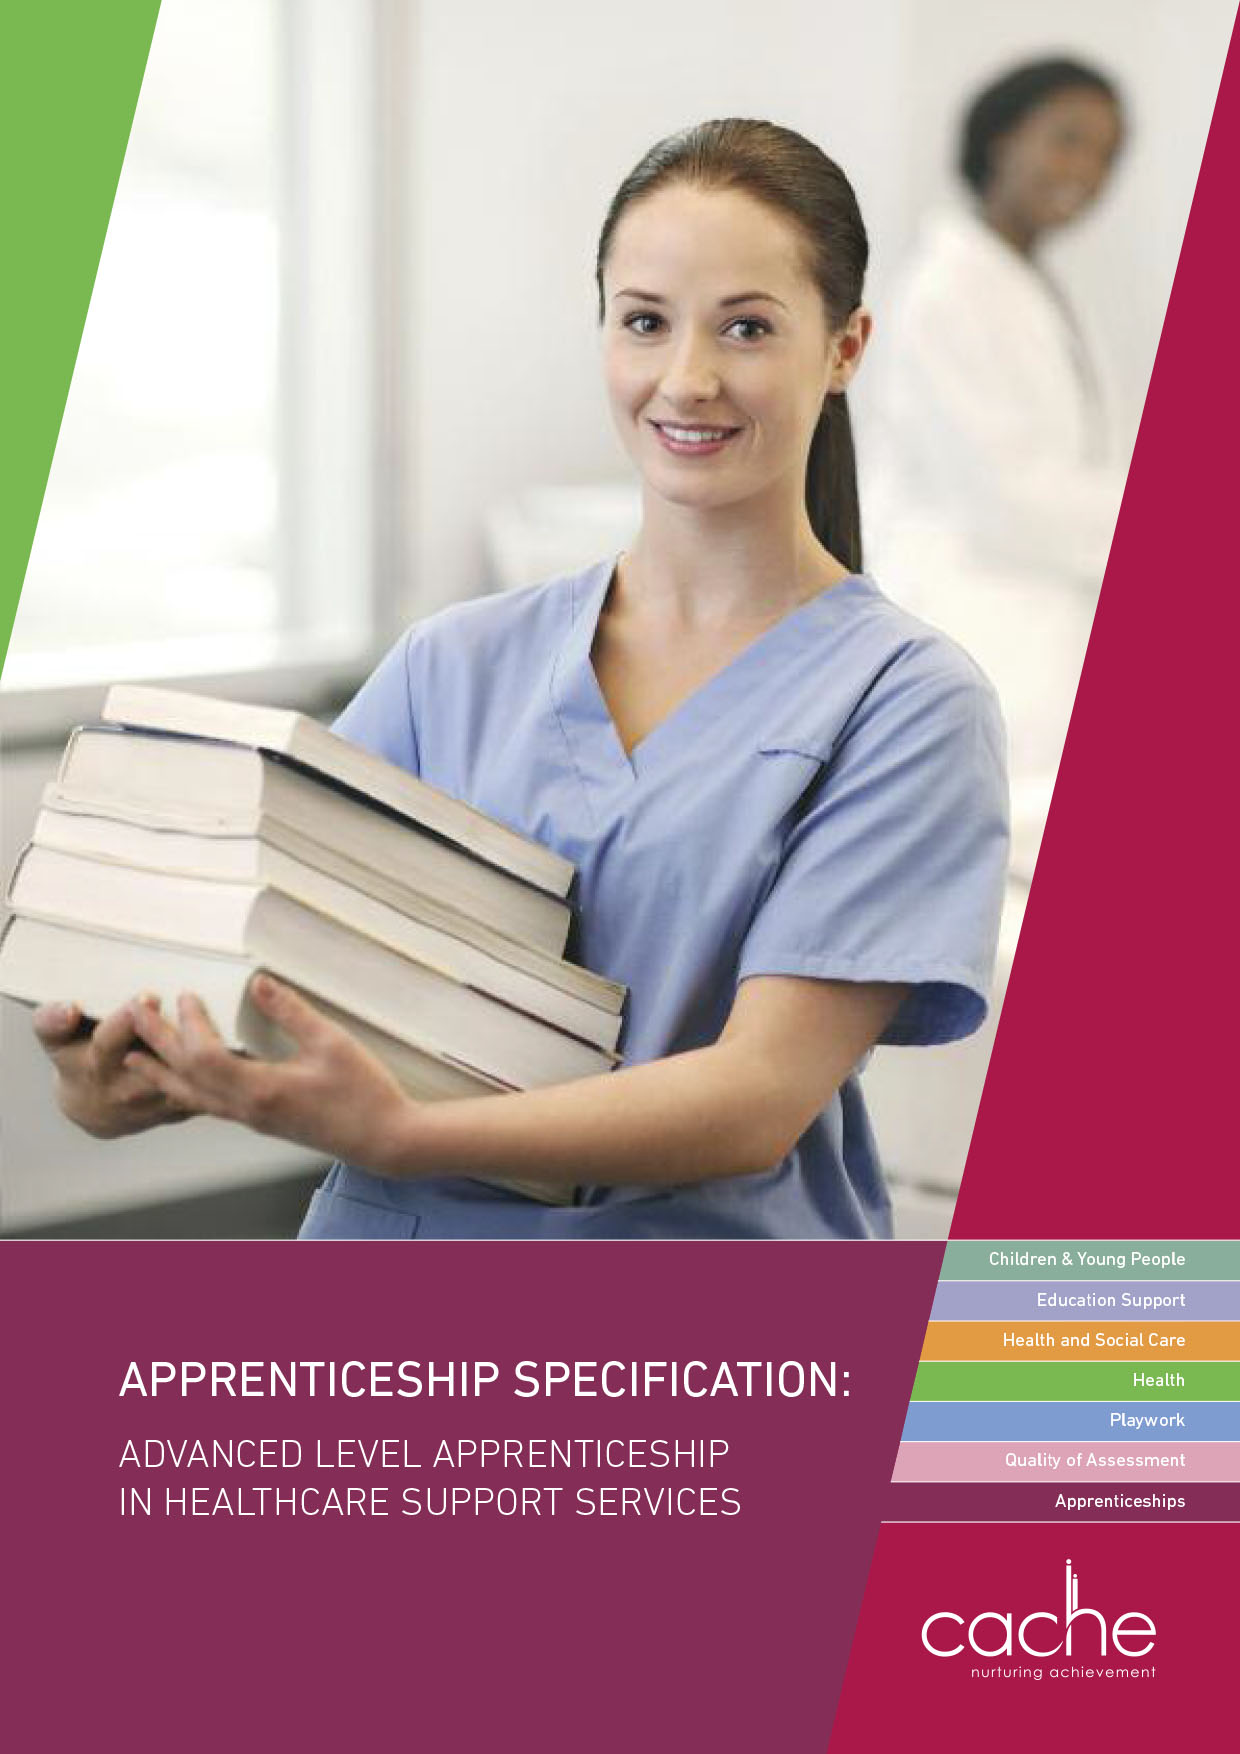 Children & Young People
Education Support
Health and Social Care
Health
Playwork
Quality of Assessment
Apprenticeships
APPRENTICESHIP SPECIFICATION:
ADVANCED LEVEL APPRENTICESHIP
IN HEALTHCARE SUPPORT SERVICES
cache
nurturing achievement